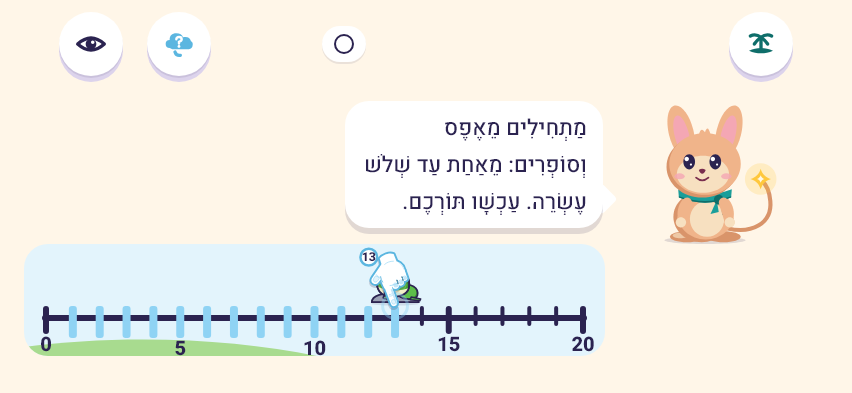 מַתְחִילִים מֵאֶפֶס
וְסוֹפְרִים: מֵאַחַת עַד שְׁלֹשׁ
עֶשְׂרֵה. עַכְשָׁו תּוֹרְכֶם.
13
0 5 10 15 20